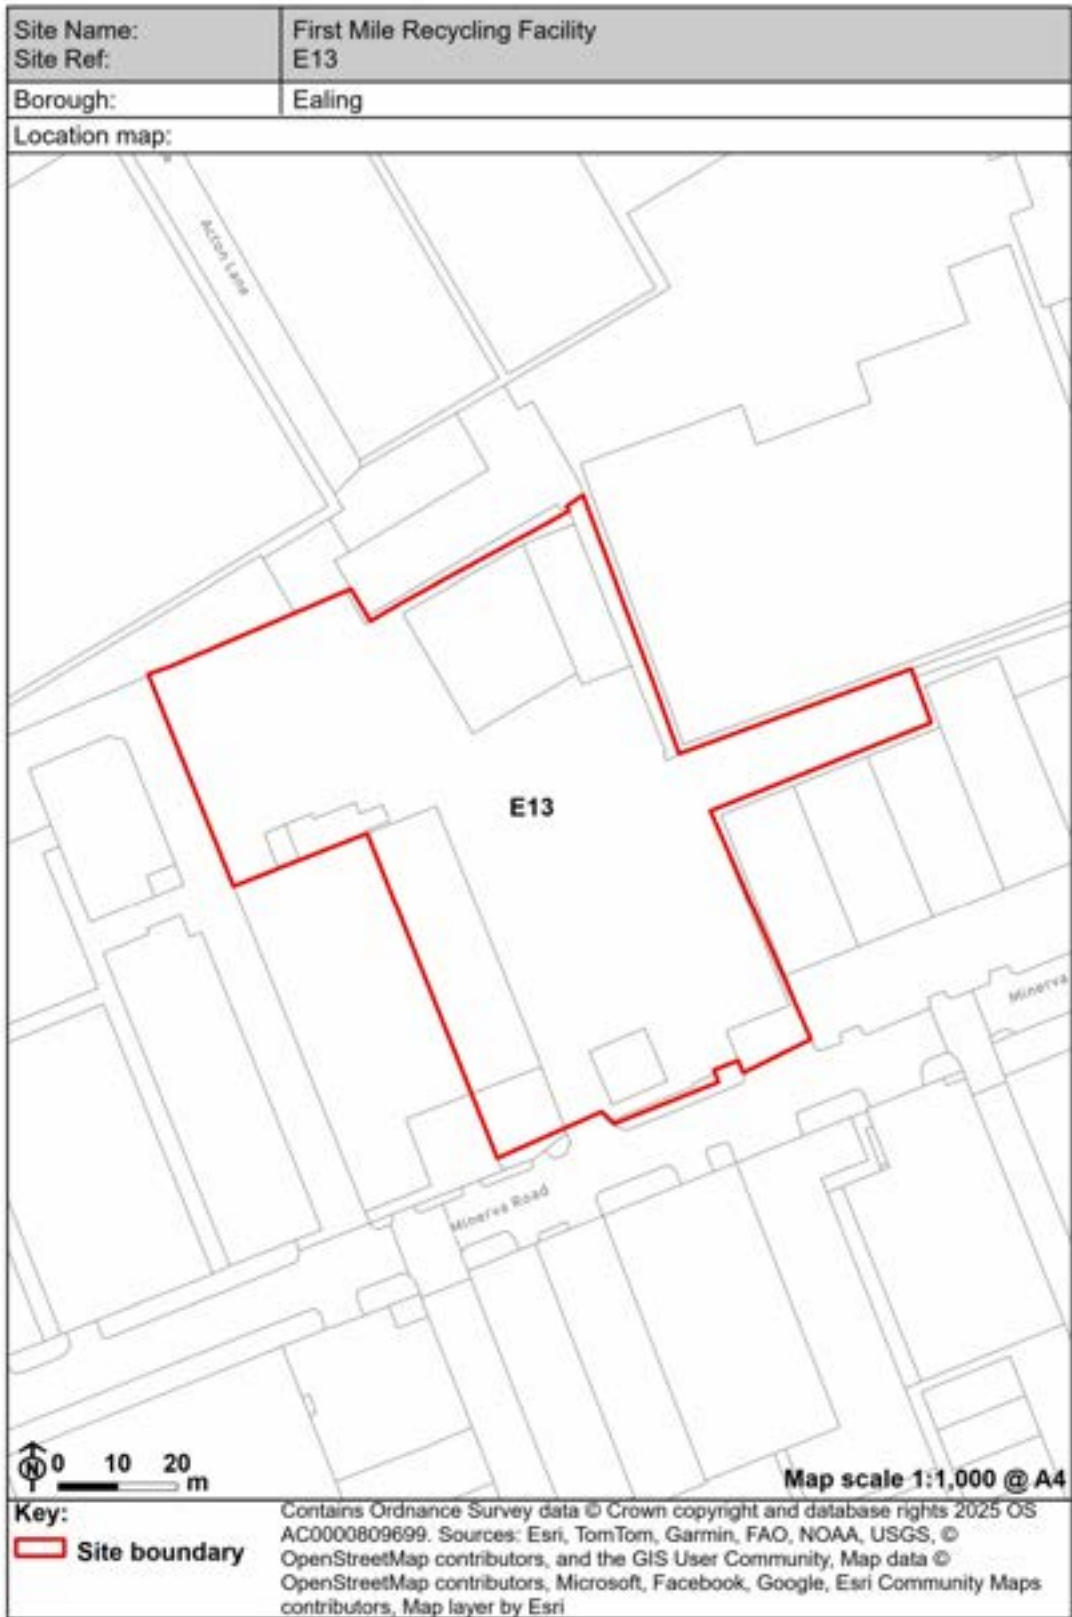 Site Name: First Mile Recycling Facility
Site Ref: E13
Borough: Ealing
Location map:
Acton Lane
E13
Minerva
Minerva Road
N 0 10 20 m
Map scale 1:1,000 @ A4
Key:
Site boundary
Contains Ordnance Survey data © Crown copyright and database rights 2025 OS
AC0000809699. Sources: Esri, TomTom, Garmin, FAO, NOAA, USGS, ©
OpenStreetMap contributors, and the GIS User Community, Map data ©
OpenStreetMap contributors, Microsoft, Facebook, Google, Esri Community Maps
contributors, Map layer by Esri